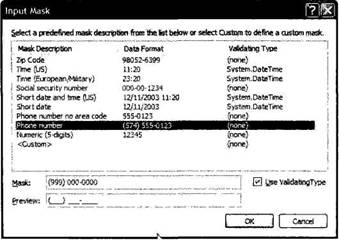 Input Mask
Select a predefined mask description from the list below or select Custom to define a custom mask.
Mask Description Data Format Validating Type
Zip Code 98052-6399 (none)
Time (US) 11:20 System.DateTime
Time (European/Military) 23:20 System.DateTime
Social security number 000-00-1234 (none)
Short date and time (US) 12/11/2003 11:20 System.DateTime
Short date 12/11/2003 System.DateTime
Phone number no area code 555-0123 (none)
Phone number (574) 555-0123 (none)
Numeric (5-digits) 12345 (none)
<Custom> (none)
Mask: (999) 000-0000 Use ValidatingType
Preview: (___) ___-____
OK Cancel